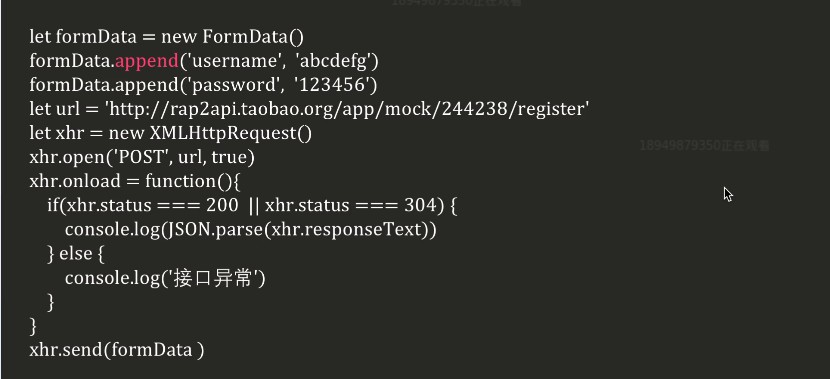 18949879350正在观看
let formData = new FormData()
formData.append('username',  'abcdefg')
formData.append('password',  '123456')
let url = 'http://rap2api.taobao.org/app/mock/244238/register'
let xhr = new XMLHttpRequest()
18949879350正在观看
xhr.open('POST', url, true)
xhr.onload = function(){
    if(xhr.status === 200  || xhr.status === 304) {
        console.log(JSON.parse(xhr.responseText))
    } else {
        console.log('接口异常')
    }
}
xhr.send(formData )